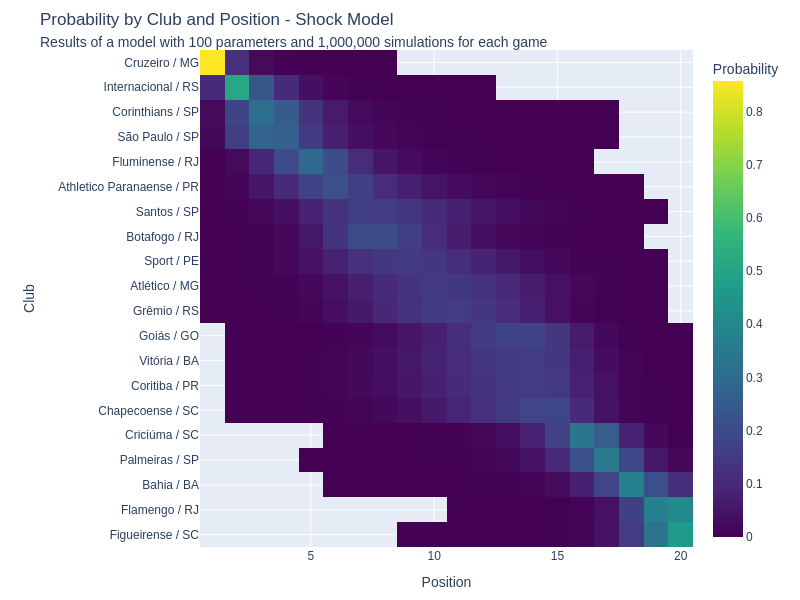 Probability by Club and Position - Shock Model
Results of a model with 100 parameters and 1,000,000 simulations for each game
Cruzeiro / MG
Internacional / RS
Corinthians / SP
São Paulo / SP
Fluminense / RJ
Athletico Paranaense / PR
Santos / SP
Botafogo / RJ
Sport / PE
Atlético / MG
Grêmio / RS
Goiás / GO
Vitória / BA
Coritiba / PR
Chapecoense / SC
Criciúma / SC
Palmeiras / SP
Bahia / BA
Flamengo / RJ
Figueirense / SC
Club
5
10
15
20
Position
Probability
0.8
0.7
0.6
0.5
0.4
0.3
0.2
0.1
0